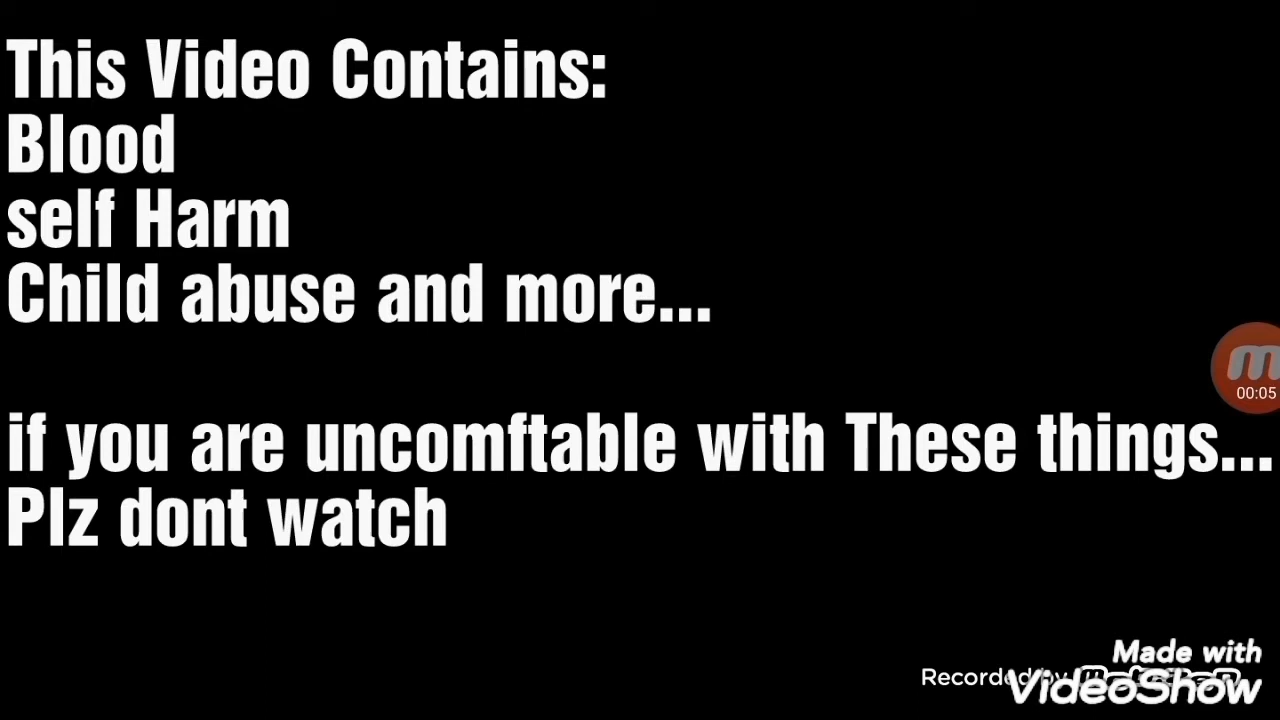 This Video Contains:
Blood
self Harm
Child abuse and more...
if you are uncomftable with These things...
Plz dont watch
m
00:05
Made with
Recorded by
VideoShow